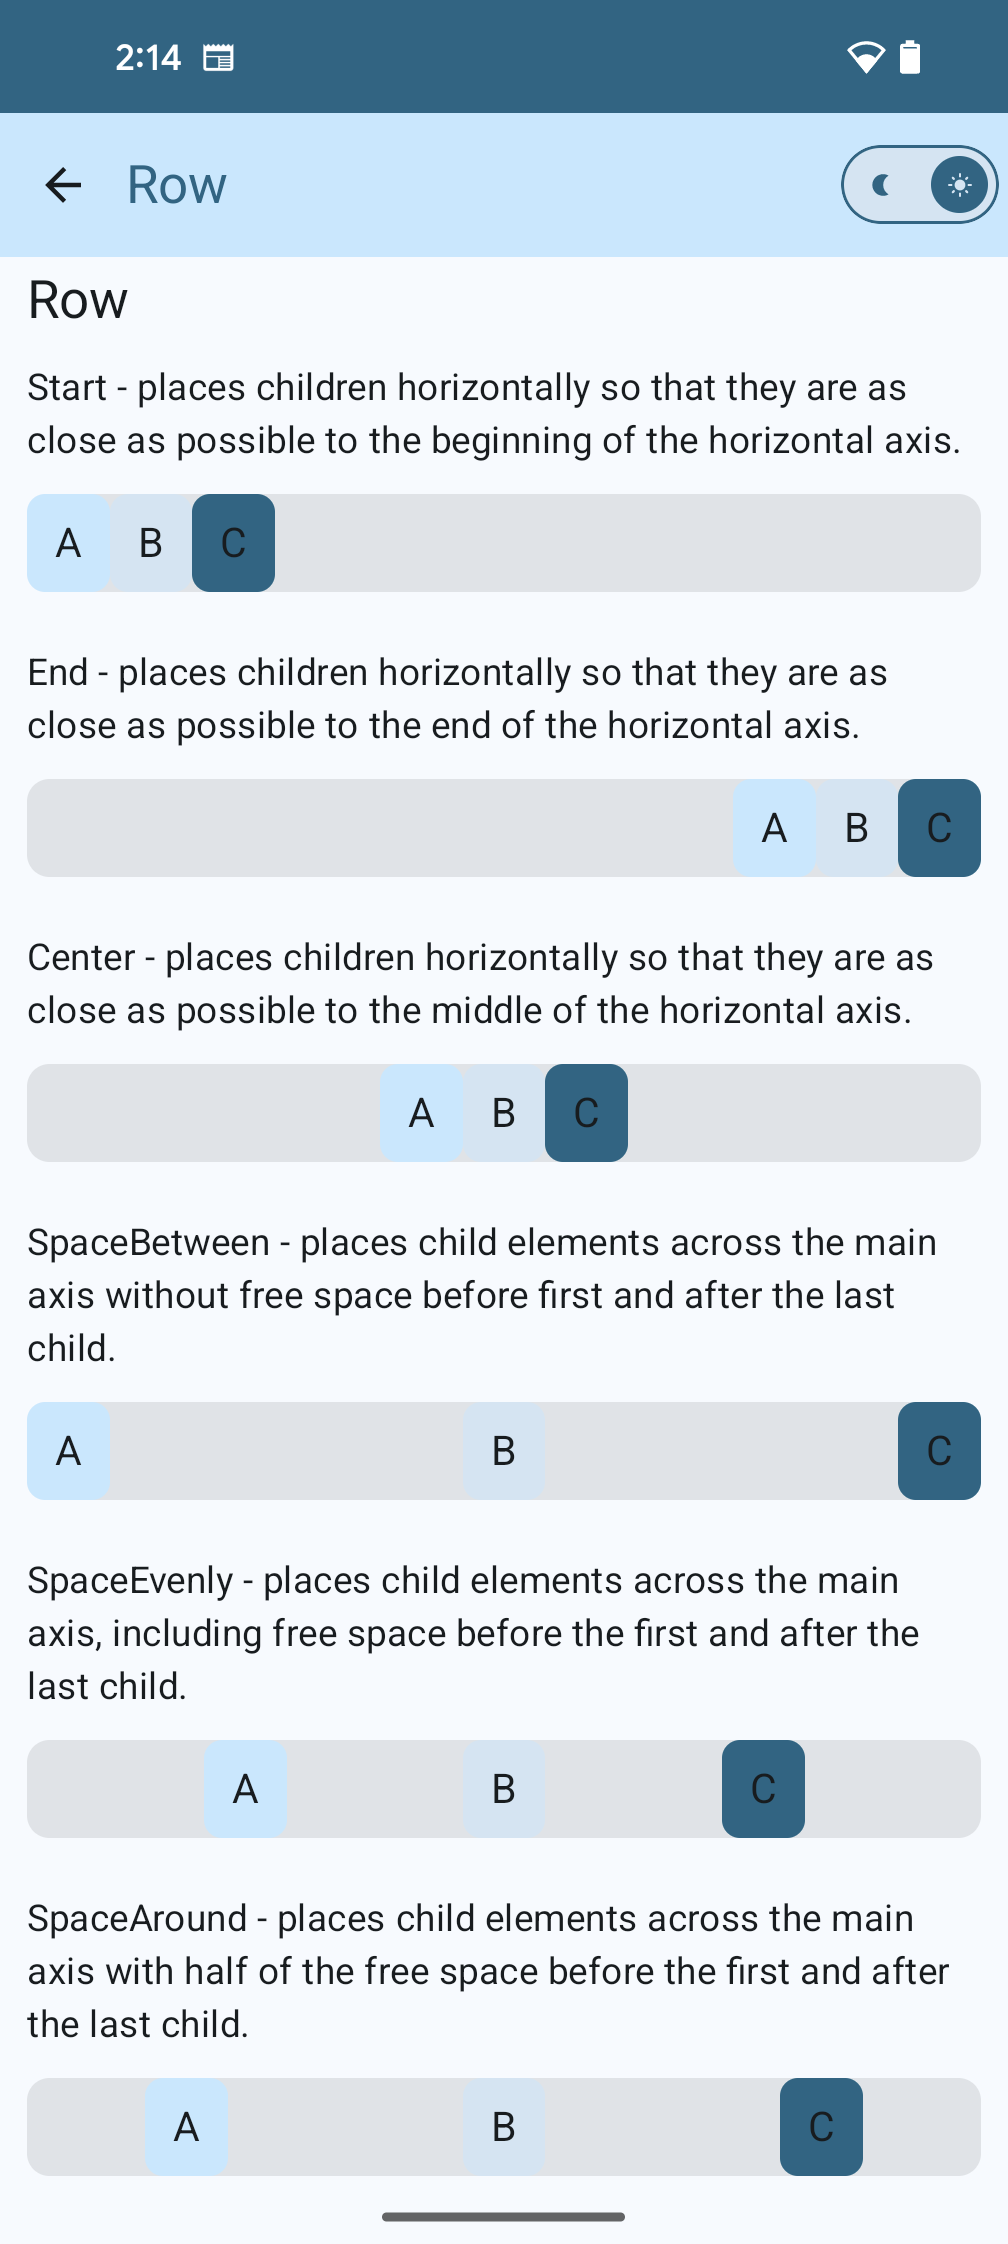 2:14
Row
Row
Start - places children horizontally so that they are as
close as possible to the beginning of the horizontal axis.
A B C
End - places children horizontally so that they are as
close as possible to the end of the horizontal axis.
A B C
Center - places children horizontally so that they are as
close as possible to the middle of the horizontal axis.
A B C
SpaceBetween - places child elements across the main
axis without free space before first and after the last
child.
A B C
SpaceEvenly - places child elements across the main
axis, including free space before the first and after the
last child.
A B C
SpaceAround - places child elements across the main
axis with half of the free space before the first and after
the last child.
A B C